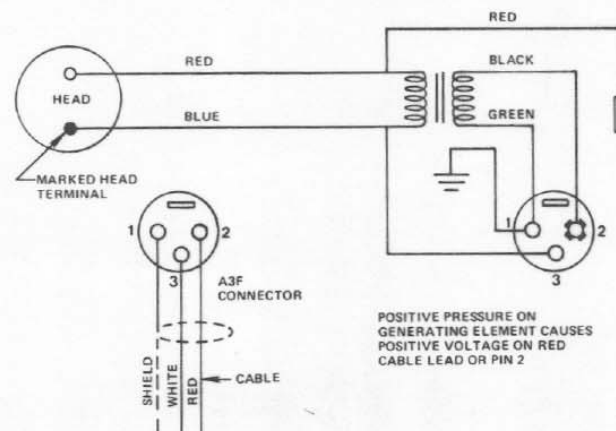 RED
RED
BLACK
HEAD
BLUE
GREEN
MARKED HEAD
TERMINAL
1
2
3
1
2
3
A3F
CONNECTOR
POSITIVE PRESSURE ON
GENERATING ELEMENT CAUSES
POSITIVE VOLTAGE ON RED
CABLE LEAD OR PIN 2
SHIELD
WHITE
RED
CABLE